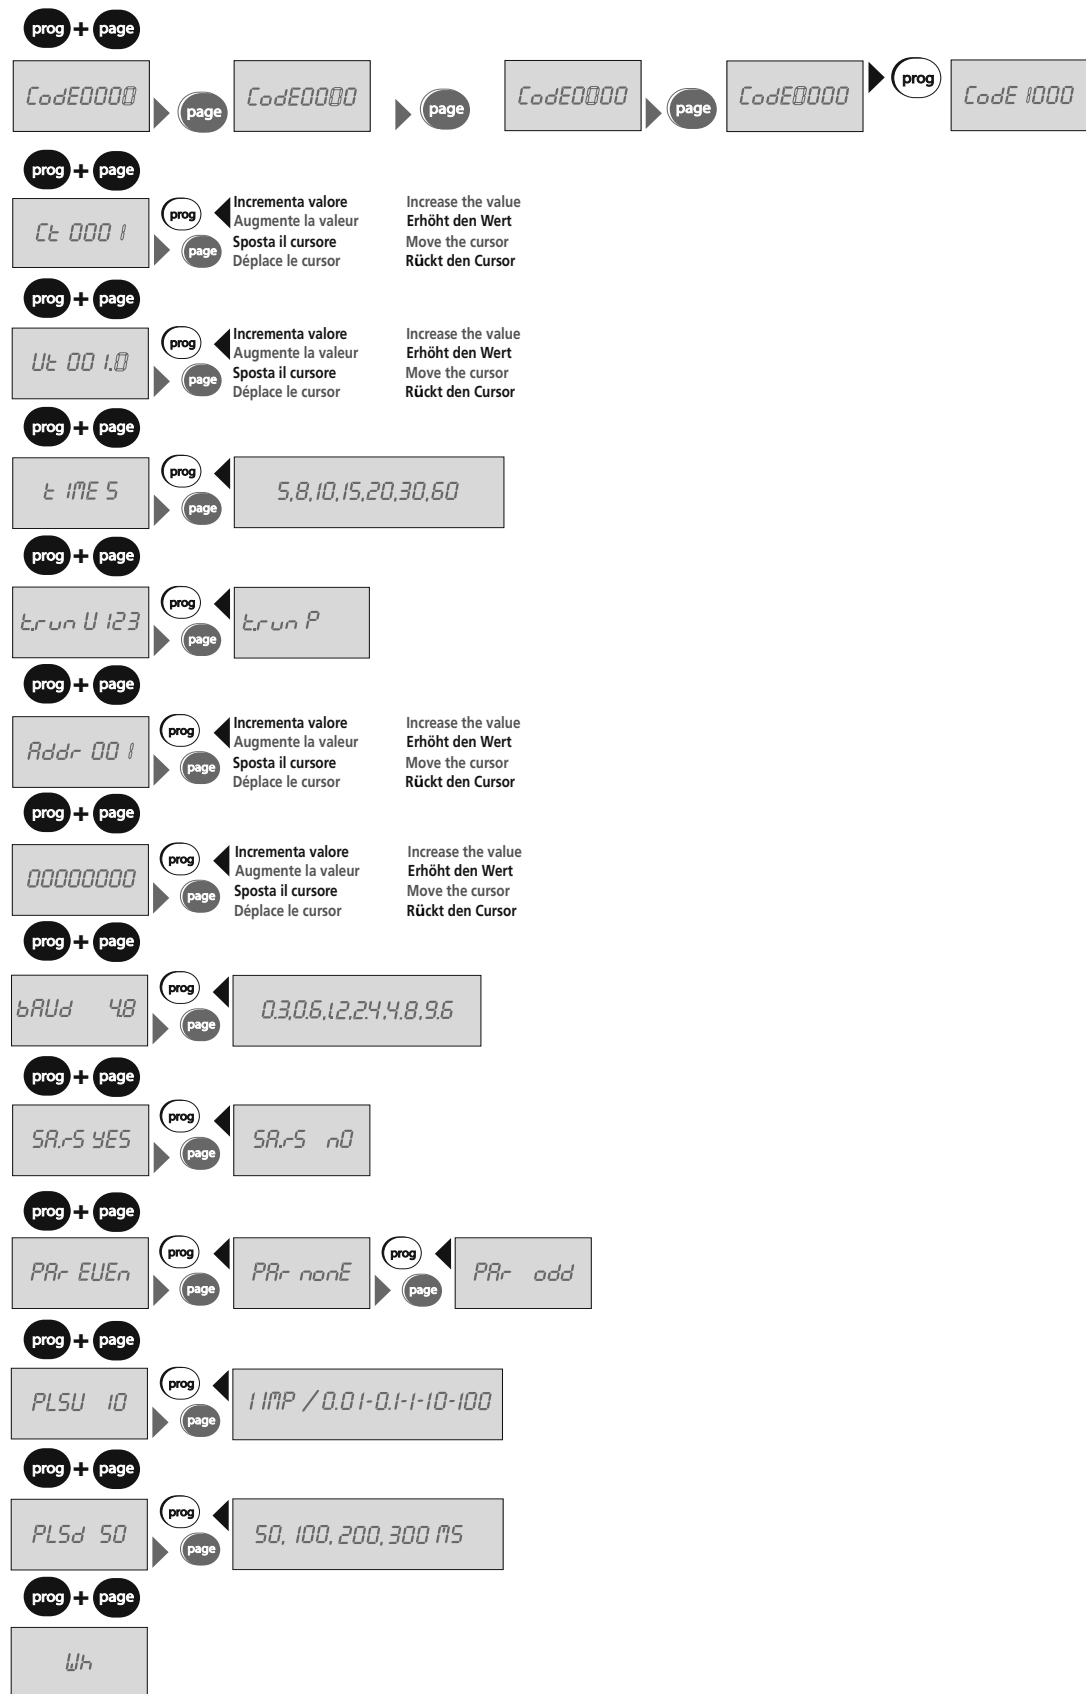 prog + page
CodE0000 page CodE0000 page CodE0000 page CodE0000 prog CodE 1000
prog + page
Ct 0001 prog Incrementa valore Increase the value
Augmente la valeur Erhöht den Wert
page Sposta il cursore Move the cursor
Déplace le cursor Rückt den Cursor
prog + page
Ut 001.0 prog Incrementa valore Increase the value
Augmente la valeur Erhöht den Wert
page Sposta il cursore Move the cursor
Déplace le cursor Rückt den Cursor
prog + page
t IME 5 prog page 5,8,10,15,20,30,60
prog + page
t.run U 123 prog page t.run P
prog + page
Addr 001 prog Incrementa valore Increase the value
Augmente la valeur Erhöht den Wert
page Sposta il cursore Move the cursor
Déplace le cursor Rückt den Cursor
prog + page
00000000 prog Incrementa valore Increase the value
Augmente la valeur Erhöht den Wert
page Sposta il cursore Move the cursor
Déplace le cursor Rückt den Cursor
prog + page
bAUd 4.8 prog page 0.3,0.6,1.2,2.4,4.8,9.6
prog + page
SA.rS YES prog page SA.rS nO
prog + page
PAr EUEn prog page PAr nonE prog page PAr odd
prog + page
PLSU 10 prog page 1 IMP / 0.01-0.1-1-10-100
prog + page
PLSd 50 prog page 50, 100, 200, 300 MS
prog + page
Wh